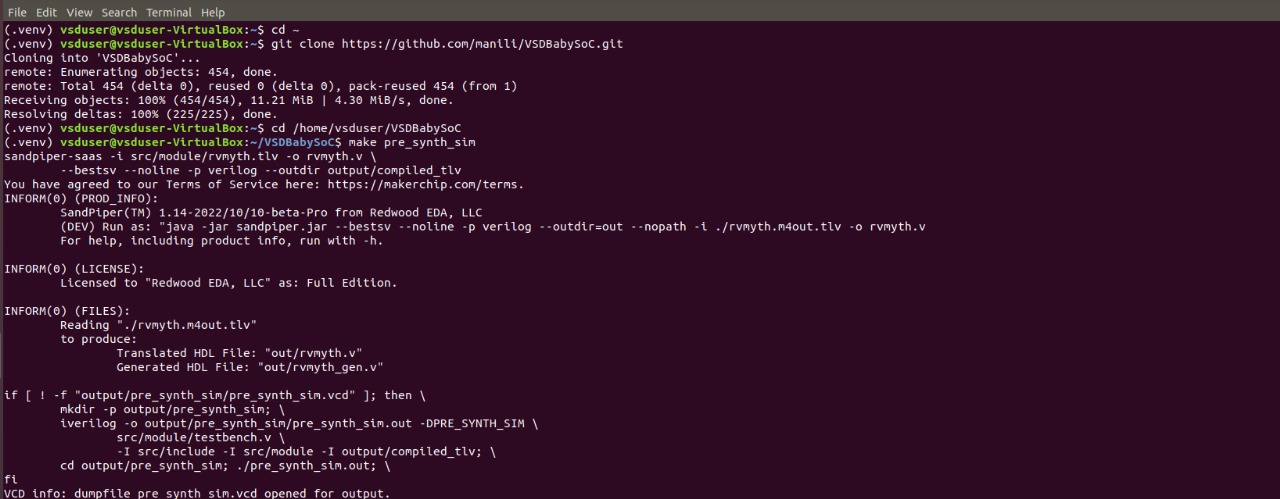 File Edit View Search Terminal Help
(.venv) vsduser@vsduser-VirtualBox:~$ cd ~
(.venv) vsduser@vsduser-VirtualBox:~$ git clone https://github.com/manili/VSDBabySoC.git
Cloning into 'VSDBabySoC'...
remote: Enumerating objects: 454, done.
remote: Total 454 (delta 0), reused 0 (delta 0), pack-reused 454 (from 1)
Receiving objects: 100% (454/454), 11.21 MiB | 4.30 MiB/s, done.
Resolving deltas: 100% (225/225), done.
(.venv) vsduser@vsduser-VirtualBox:~$ cd /home/vsduser/VSDBabySoC
(.venv) vsduser@vsduser-VirtualBox:~/VSDBabySoC$ make pre_synth_sim
sandpiper-saas -i src/module/rvmyth.tlv -o rvmyth.v \
        --bestsv --noline -p verilog --outdir output/compiled_tlv
You have agreed to our Terms of Service here: https://makerchip.com/terms.
INFORM(0) (PROD_INFO):
        SandPiper(TM) 1.14-2022/10/10-beta-Pro from Redwood EDA, LLC
        (DEV) Run as: "java -jar sandpiper.jar --bestsv --noline -p verilog --outdir=out --nopath -i ./rvmyth.m4out.tlv -o rvmyth.v
        For help, including product info, run with -h.
INFORM(0) (LICENSE):
        Licensed to "Redwood EDA, LLC" as: Full Edition.
INFORM(0) (FILES):
        Reading "./rvmyth.m4out.tlv"
        to produce:
                Translated HDL File: "out/rvmyth.v"
                Generated HDL File: "out/rvmyth_gen.v"
if [ ! -f "output/pre_synth_sim/pre_synth_sim.vcd" ]; then \
        mkdir -p output/pre_synth_sim; \
        iverilog -o output/pre_synth_sim/pre_synth_sim.out -DPRE_SYNTH_SIM \
                src/module/testbench.v \
                -I src/include -I src/module -I output/compiled_tlv; \
        cd output/pre_synth_sim; ./pre_synth_sim.out; \
fi
VCD info: dumpfile pre_synth_sim.vcd opened for output.